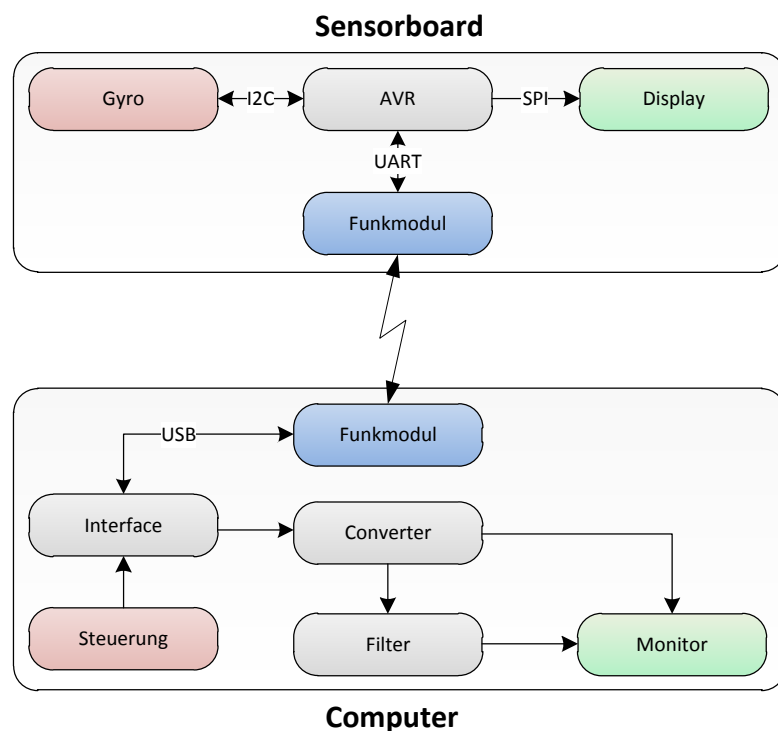 Sensorboard
Gyro
I2C
AVR
SPI
Display
UART
Funkmodul
Funkmodul
USB
Interface
Converter
Steuerung
Filter
Monitor
Computer